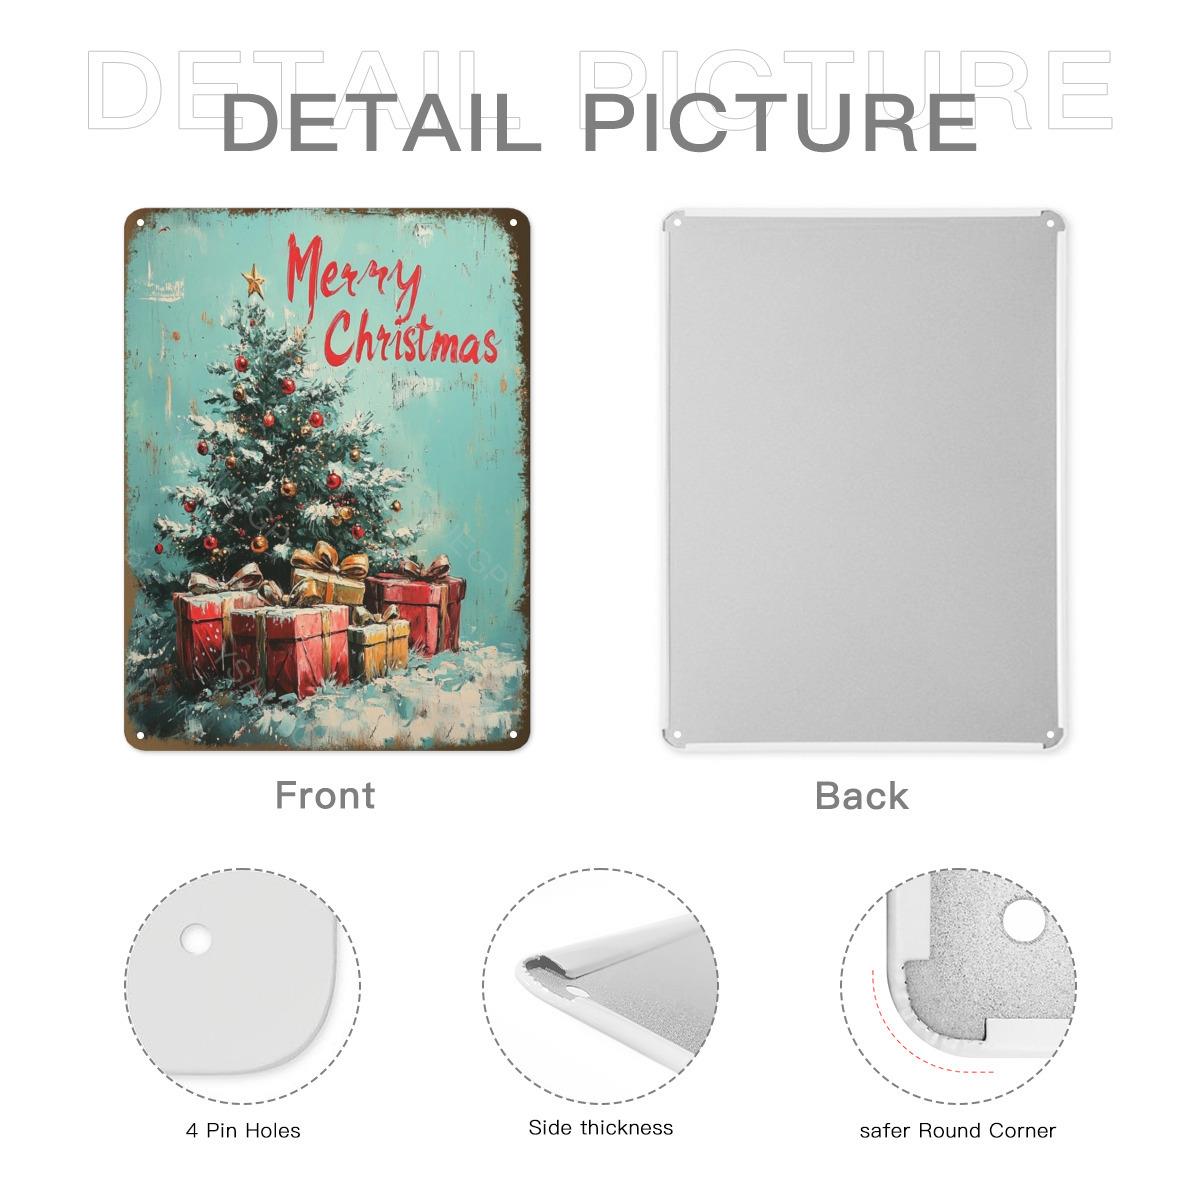 DETAIL PICTURE
DETAIL PICTURE
Merry
Christmas
Front
Back
4 Pin Holes
Side thickness
safer Round Corner